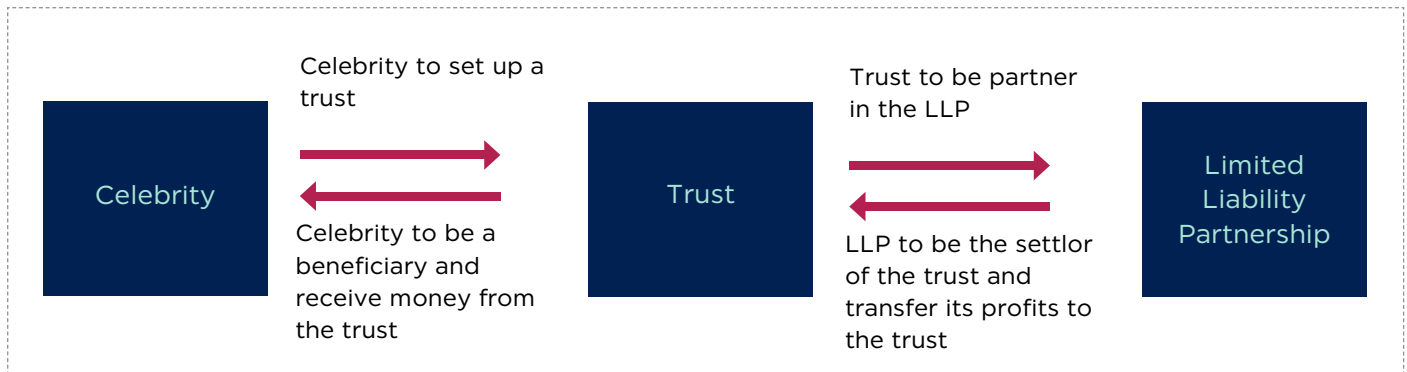 Celebrity
Celebrity to set up a
trust
Celebrity to be a
beneficiary and
receive money from
the trust
Trust
Trust to be partner
in the LLP
LLP to be the settlor
of the trust and
transfer its profits to
the trust
Limited
Liability
Partnership